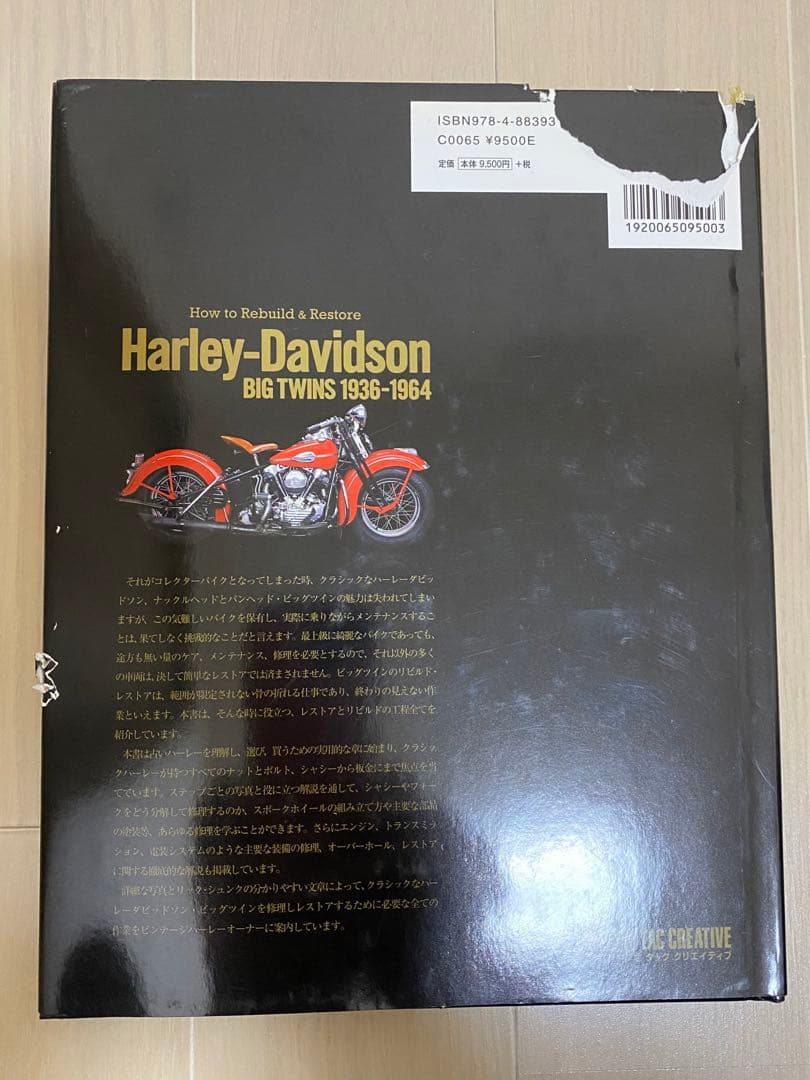 ISBN978-4-88393
C0065 ¥9500E
定価 本体 9,500円 +税
1920065095003
How to Rebuild & Restore
Harley-Davidson
BIG TWINS 1936-1964
それがコレクターバイクとなってしまった時、クラシックなハーレーダビッ
ドソン、ナックルヘッドとパンヘッド・ビッグツインの魅力は失われてしまい
ますが、この気難しいバイクを保有し、実際に乗りながらメンテナンスするこ
とは、果てしなく挑戦的なことだと言えます。最上級に綺麗なバイクであっても、
途方も無い量のケア、メンテナンス、修理を必要とするので、それ以外の多く
の車両は、決して簡単なレストアでは済まされません。ビッグツインのリビルド・
レストアは、範囲が限定されない骨の折れる仕事であり、終わりの見えない作
業といえます。本書は、そんな時に役立つ、レストアとリビルドの工程全てを
紹介しています。
本書は古いハーレーを理解し、選び、買うための実用的な章に始まり、クラシッ
クハーレーが持つすべてのナットとボルト、シャシーから板金にまで焦点を当
てています。ステップごとの写真と役に立つ解説を通して、シャシーやフォー
クをどう分解して修理するのか、スポークホイールの組み立て方や主要な部品
の塗装等、あらゆる修理を学ぶことができます。さらにエンジン、トランスミッ
ション、電装システムのような主要な装備の修理、オーバーホール、レストア
に関する徹底的な解説も掲載しています。
詳細な写真とリック・シュンクの分かりやすい文章によって、クラシックなハー
レーダビッドソン・ビッグツインを修理しレストアするために必要な全ての
作業をビンテージハーレーオーナーに案内しています。
TAC CREATIVE
タック クリエイティブ